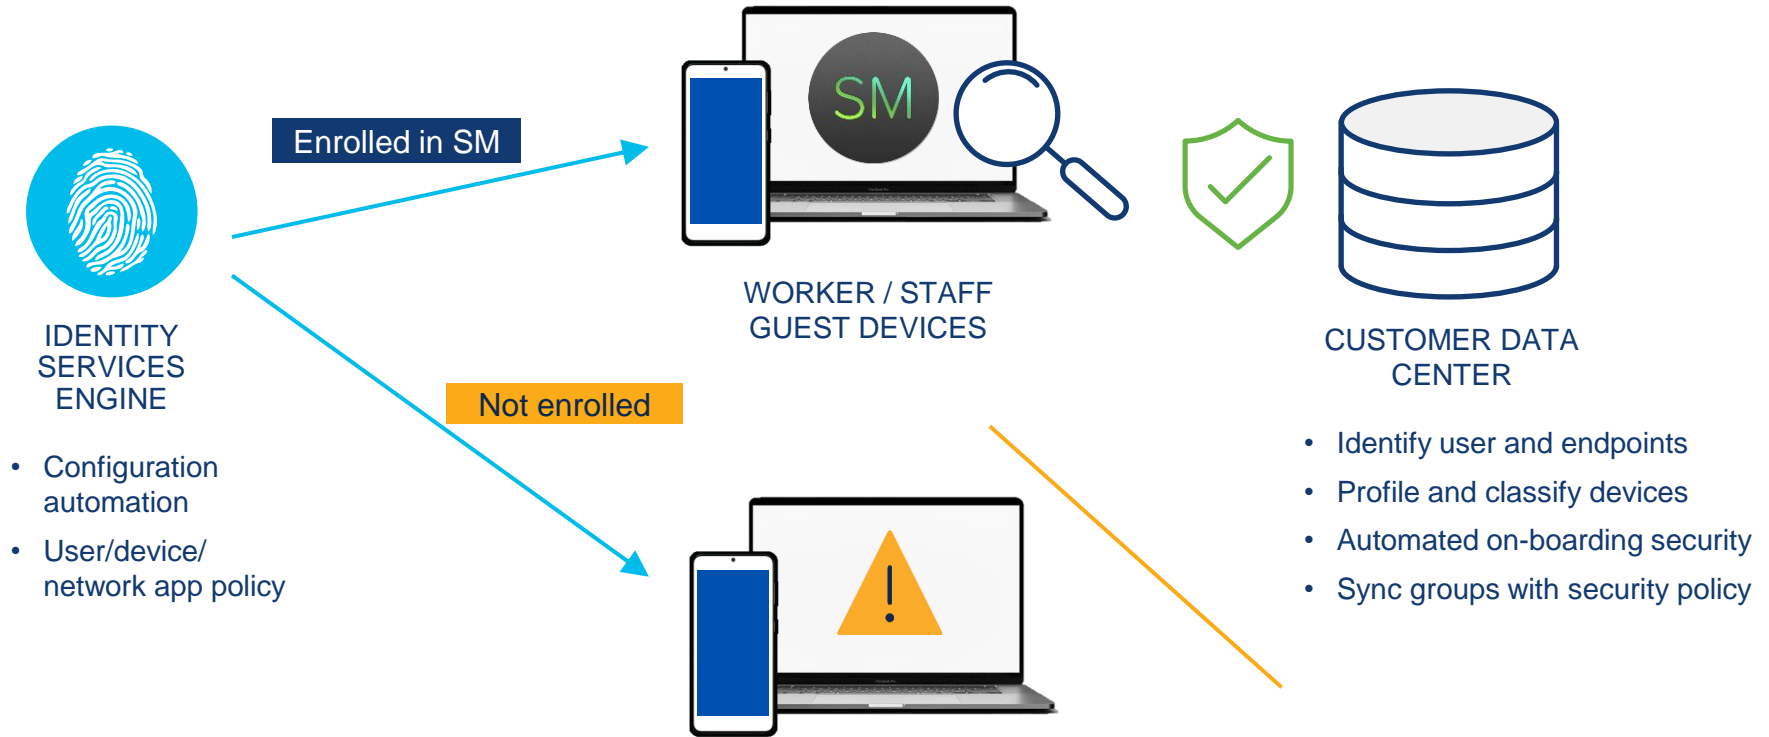 Enrolled in SM
SM
IDENTITY
SERVICES
ENGINE
• Configuration
automation
• User/device/
network app policy
WORKER / STAFF
GUEST DEVICES
Not enrolled
!
CUSTOMER DATA
CENTER
• Identify user and endpoints
• Profile and classify devices
• Automated on-boarding security
• Sync groups with security policy